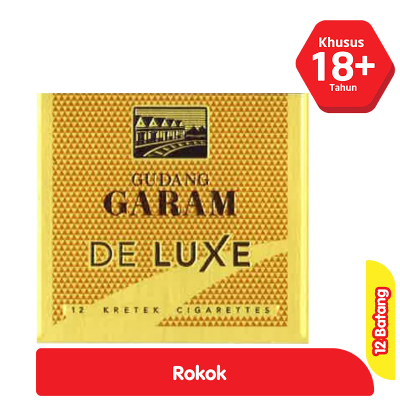 Khusus
18+
Tahun
GUDANG
GARAM
DE LUXE
12 KRETEK CIGARETTES
12 Batang
Rokok